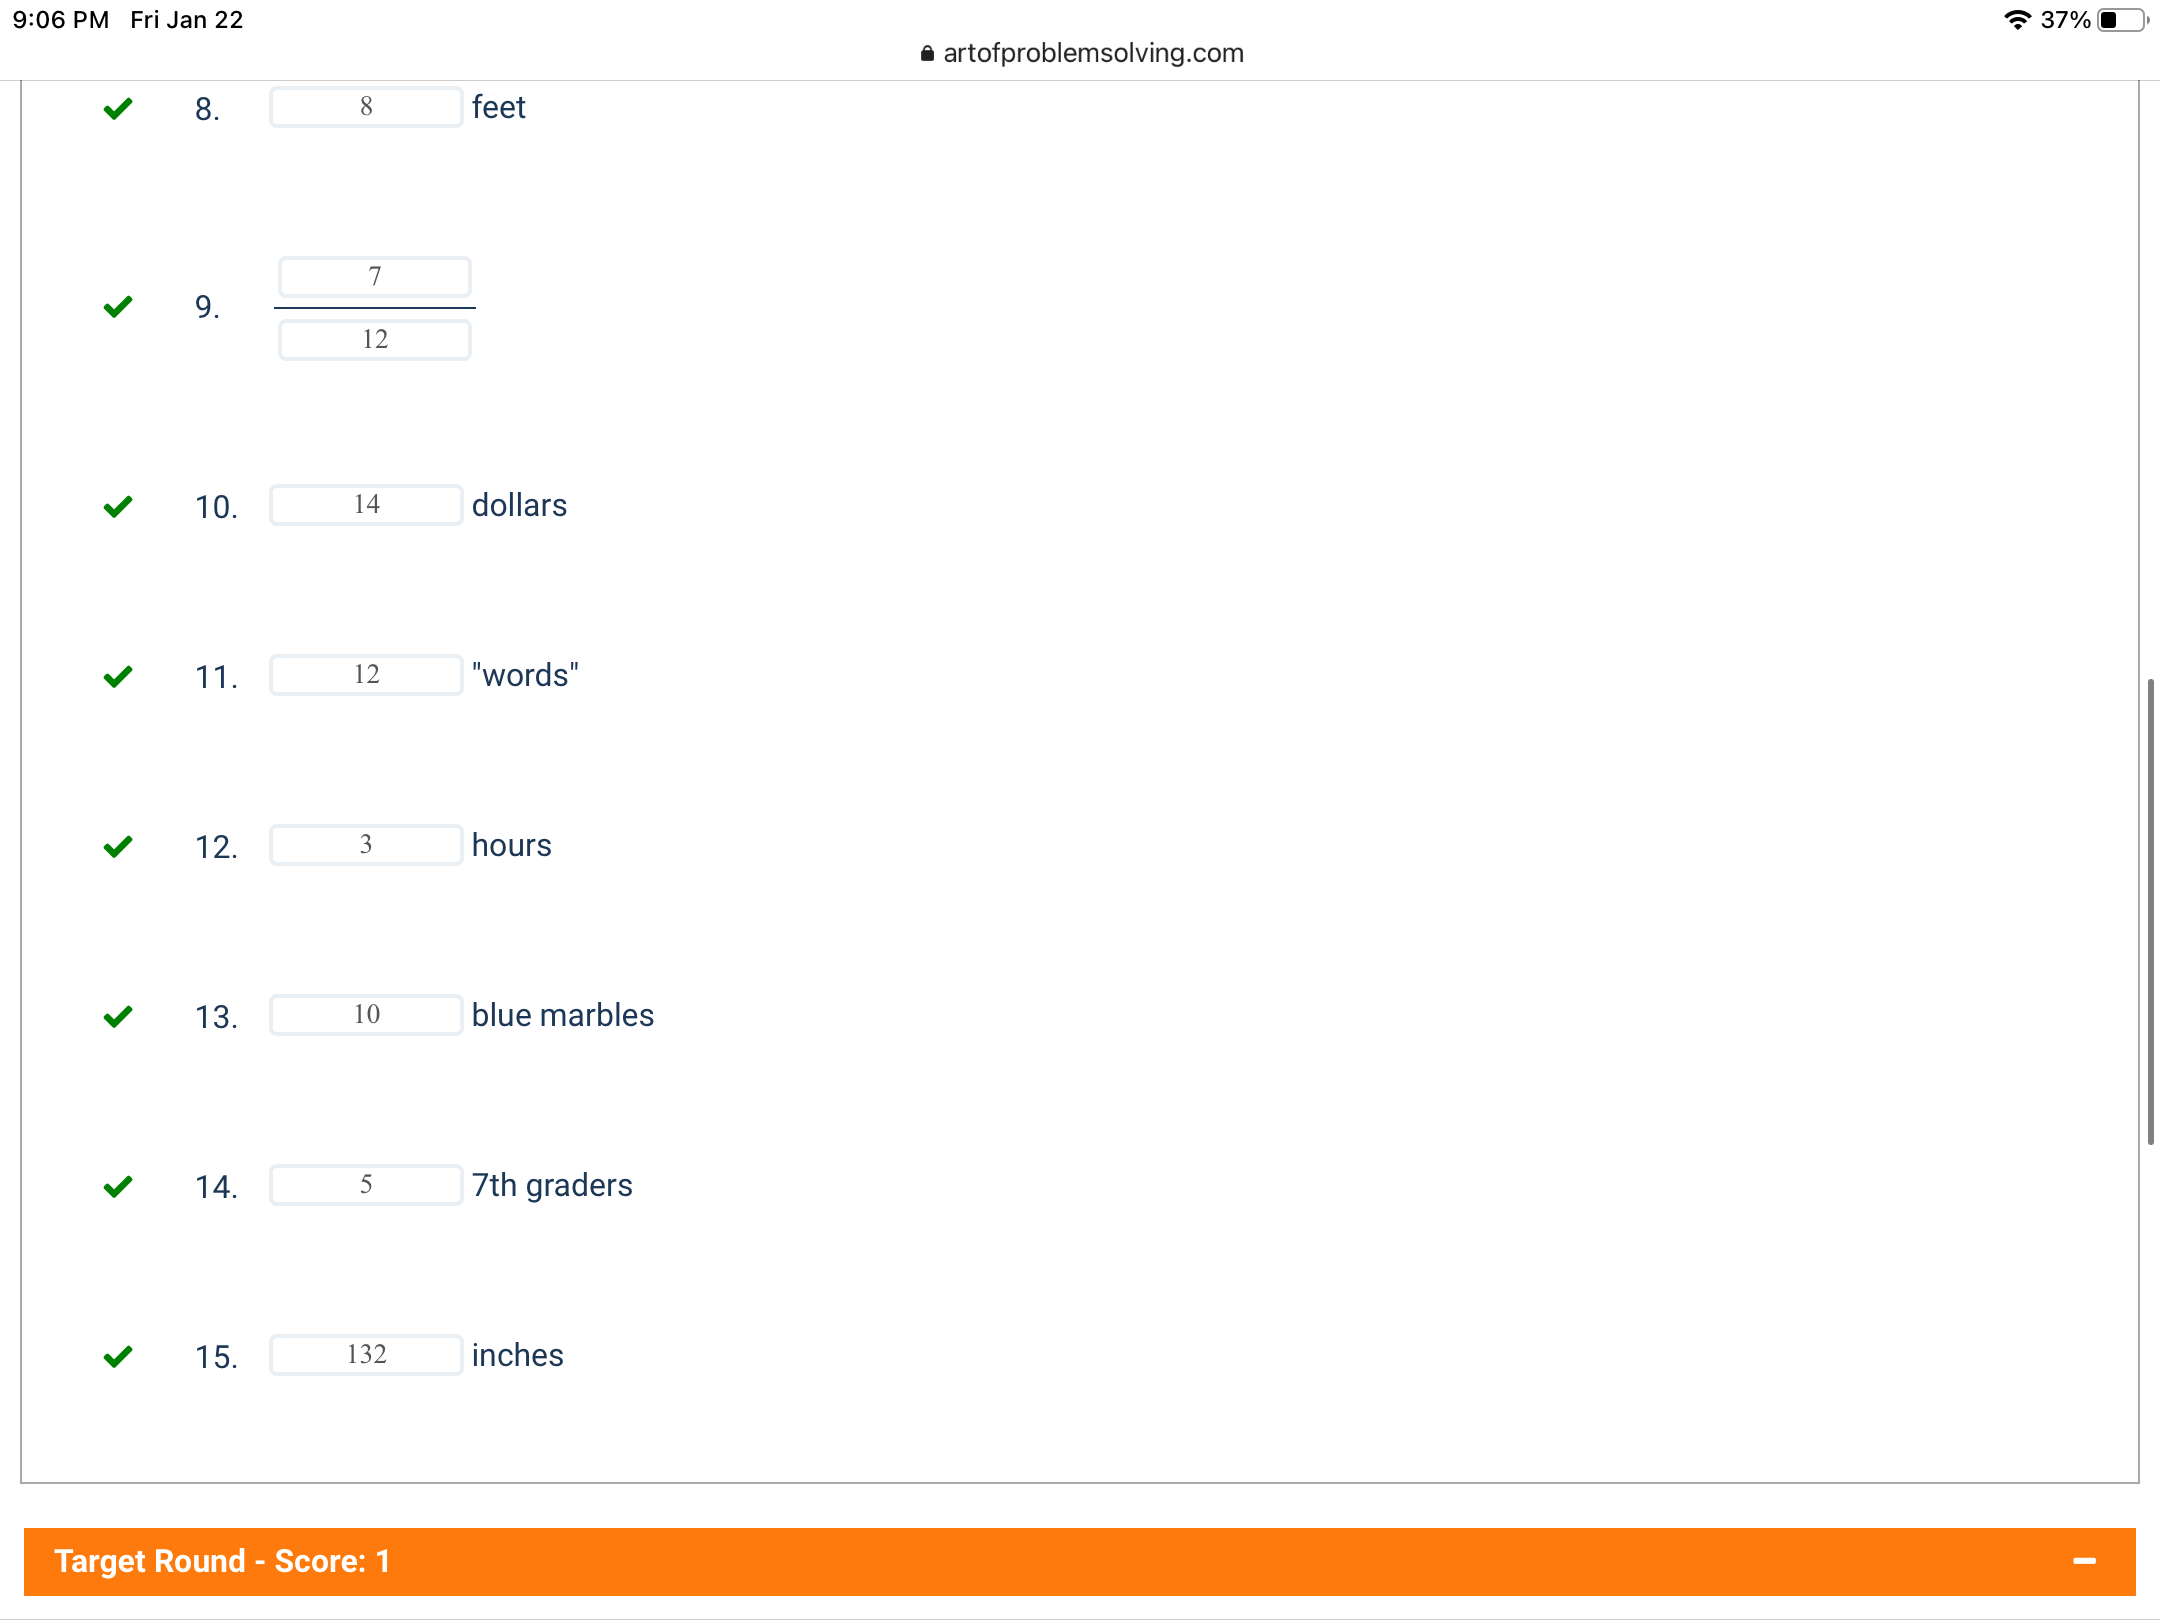 9:06 PM Fri Jan 22
37%
artofproblemsolving.com
8. 8 feet
9. 7
12
10. 14 dollars
11. 12 "words"
12. 3 hours
13. 10 blue marbles
14. 5 7th graders
15. 132 inches
Target Round - Score: 1